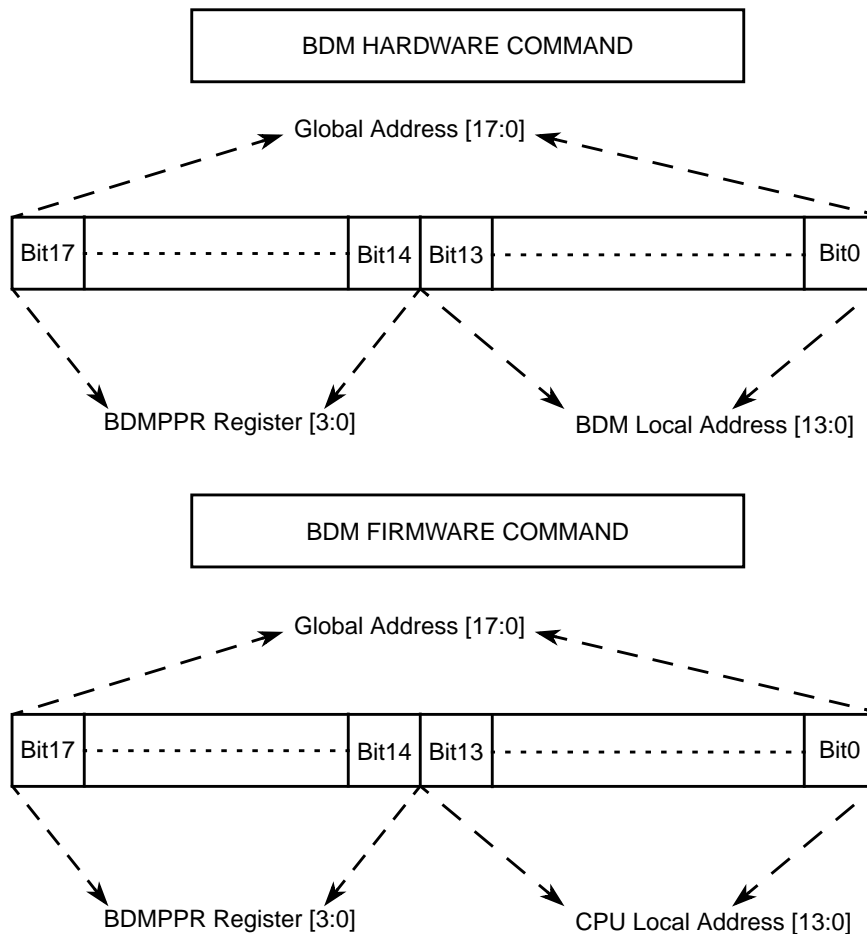 BDM HARDWARE COMMAND
Global Address [17:0]
Bit17
Bit14
Bit13
Bit0
BDMPPR Register [3:0]
BDM Local Address [13:0]
BDM FIRMWARE COMMAND
Global Address [17:0]
Bit17
Bit14
Bit13
Bit0
BDMPPR Register [3:0]
CPU Local Address [13:0]